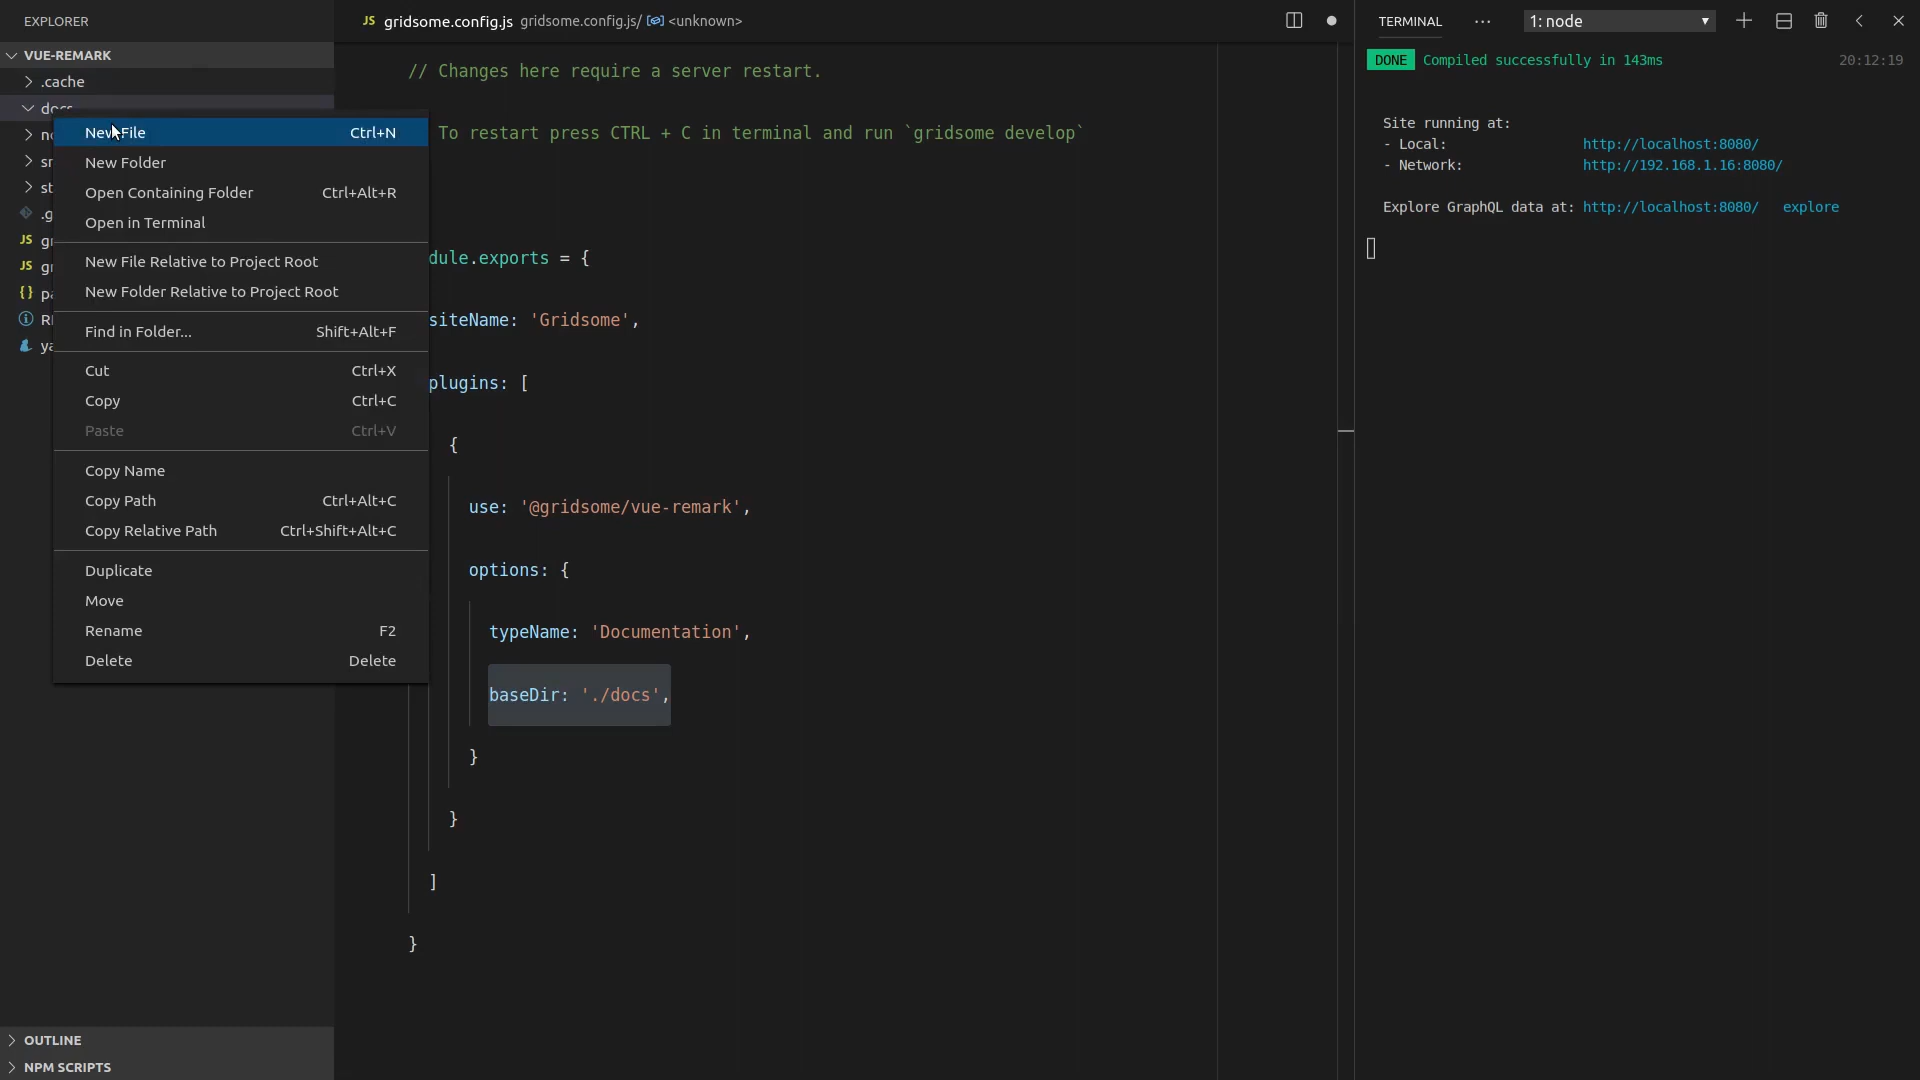 EXPLORER
VUE-REMARK
.cache
docs
New File Ctrl+N
New Folder
Open Containing Folder Ctrl+Alt+R
Open in Terminal
New File Relative to Project Root
New Folder Relative to Project Root
Find in Folder... Shift+Alt+F
Cut Ctrl+X
Copy Ctrl+C
Paste Ctrl+V
Copy Name
Copy Path Ctrl+Alt+C
Copy Relative Path Ctrl+Shift+Alt+C
Duplicate
Move
Rename F2
Delete Delete
OUTLINE
NPM SCRIPTS
JS gridsome.config.js gridsome.config.js/ <unknown>
// Changes here require a server restart.
To restart press CTRL + C in terminal and run `gridsome develop`
dule.exports = {
siteName: 'Gridsome',
plugins: [
{
use: '@gridsome/vue-remark',
options: {
typeName: 'Documentation',
baseDir: './docs',
}
}
]
}
TERMINAL ··· 1: node
DONE Compiled successfully in 143ms 20:12:19
Site running at:
- Local: http://localhost:8080/
- Network: http://192.168.1.16:8080/
Explore GraphQL data at: http://localhost:8080/ explore